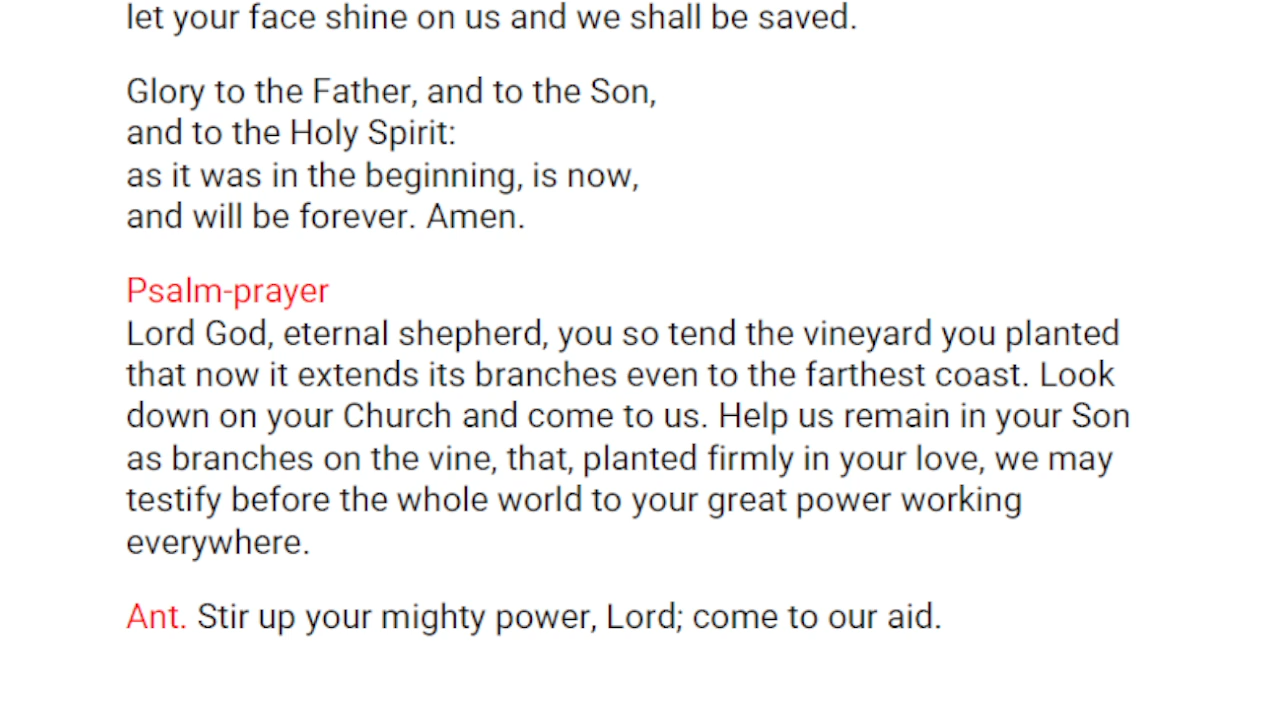 let your face shine on us and we shall be saved.
Glory to the Father, and to the Son,
and to the Holy Spirit:
as it was in the beginning, is now,
and will be forever. Amen.
Psalm-prayer
Lord God, eternal shepherd, you so tend the vineyard you planted
that now it extends its branches even to the farthest coast. Look
down on your Church and come to us. Help us remain in your Son
as branches on the vine, that, planted firmly in your love, we may
testify before the whole world to your great power working
everywhere.
Ant. Stir up your mighty power, Lord; come to our aid.